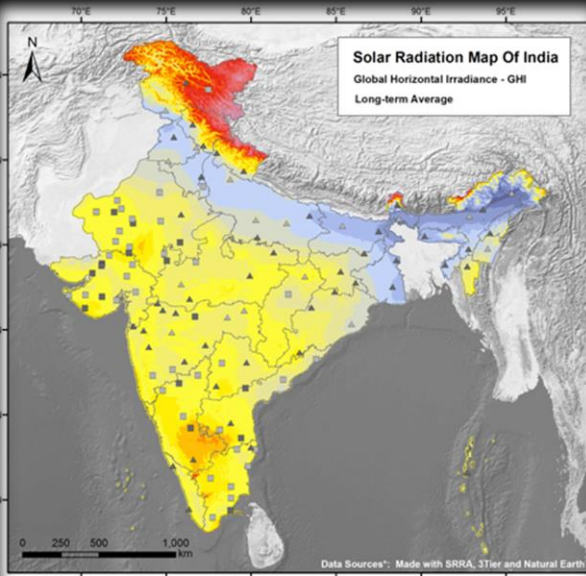 70°E 75°E 80°E 85°E 90°E 95°E
N
Solar Radiation Map Of India
Global Horizontal Irradiance - GHI
Long-term Average
0 250 500 1,000
km
Data Sources*: Made with SRRA, 3Tier and Natural Earth